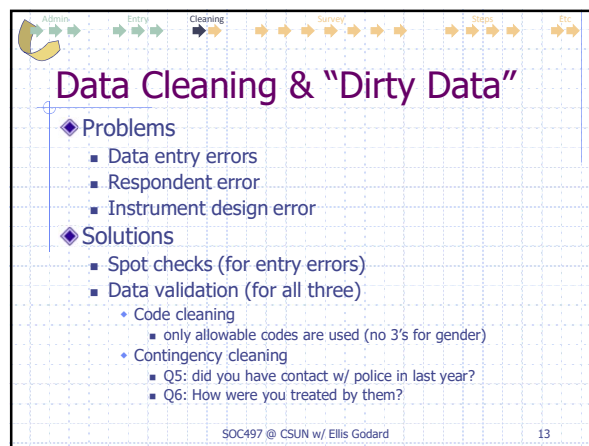 Admin Entry Cleaning Survey Steps Etc
Data Cleaning & “Dirty Data”
Problems
Data entry errors
Respondent error
Instrument design error
Solutions
Spot checks (for entry errors)
Data validation (for all three)
Code cleaning
only allowable codes are used (no 3’s for gender)
Contingency cleaning
Q5: did you have contact w/ police in last year?
Q6: How were you treated by them?
SOC497 @ CSUN w/ Ellis Godard 13